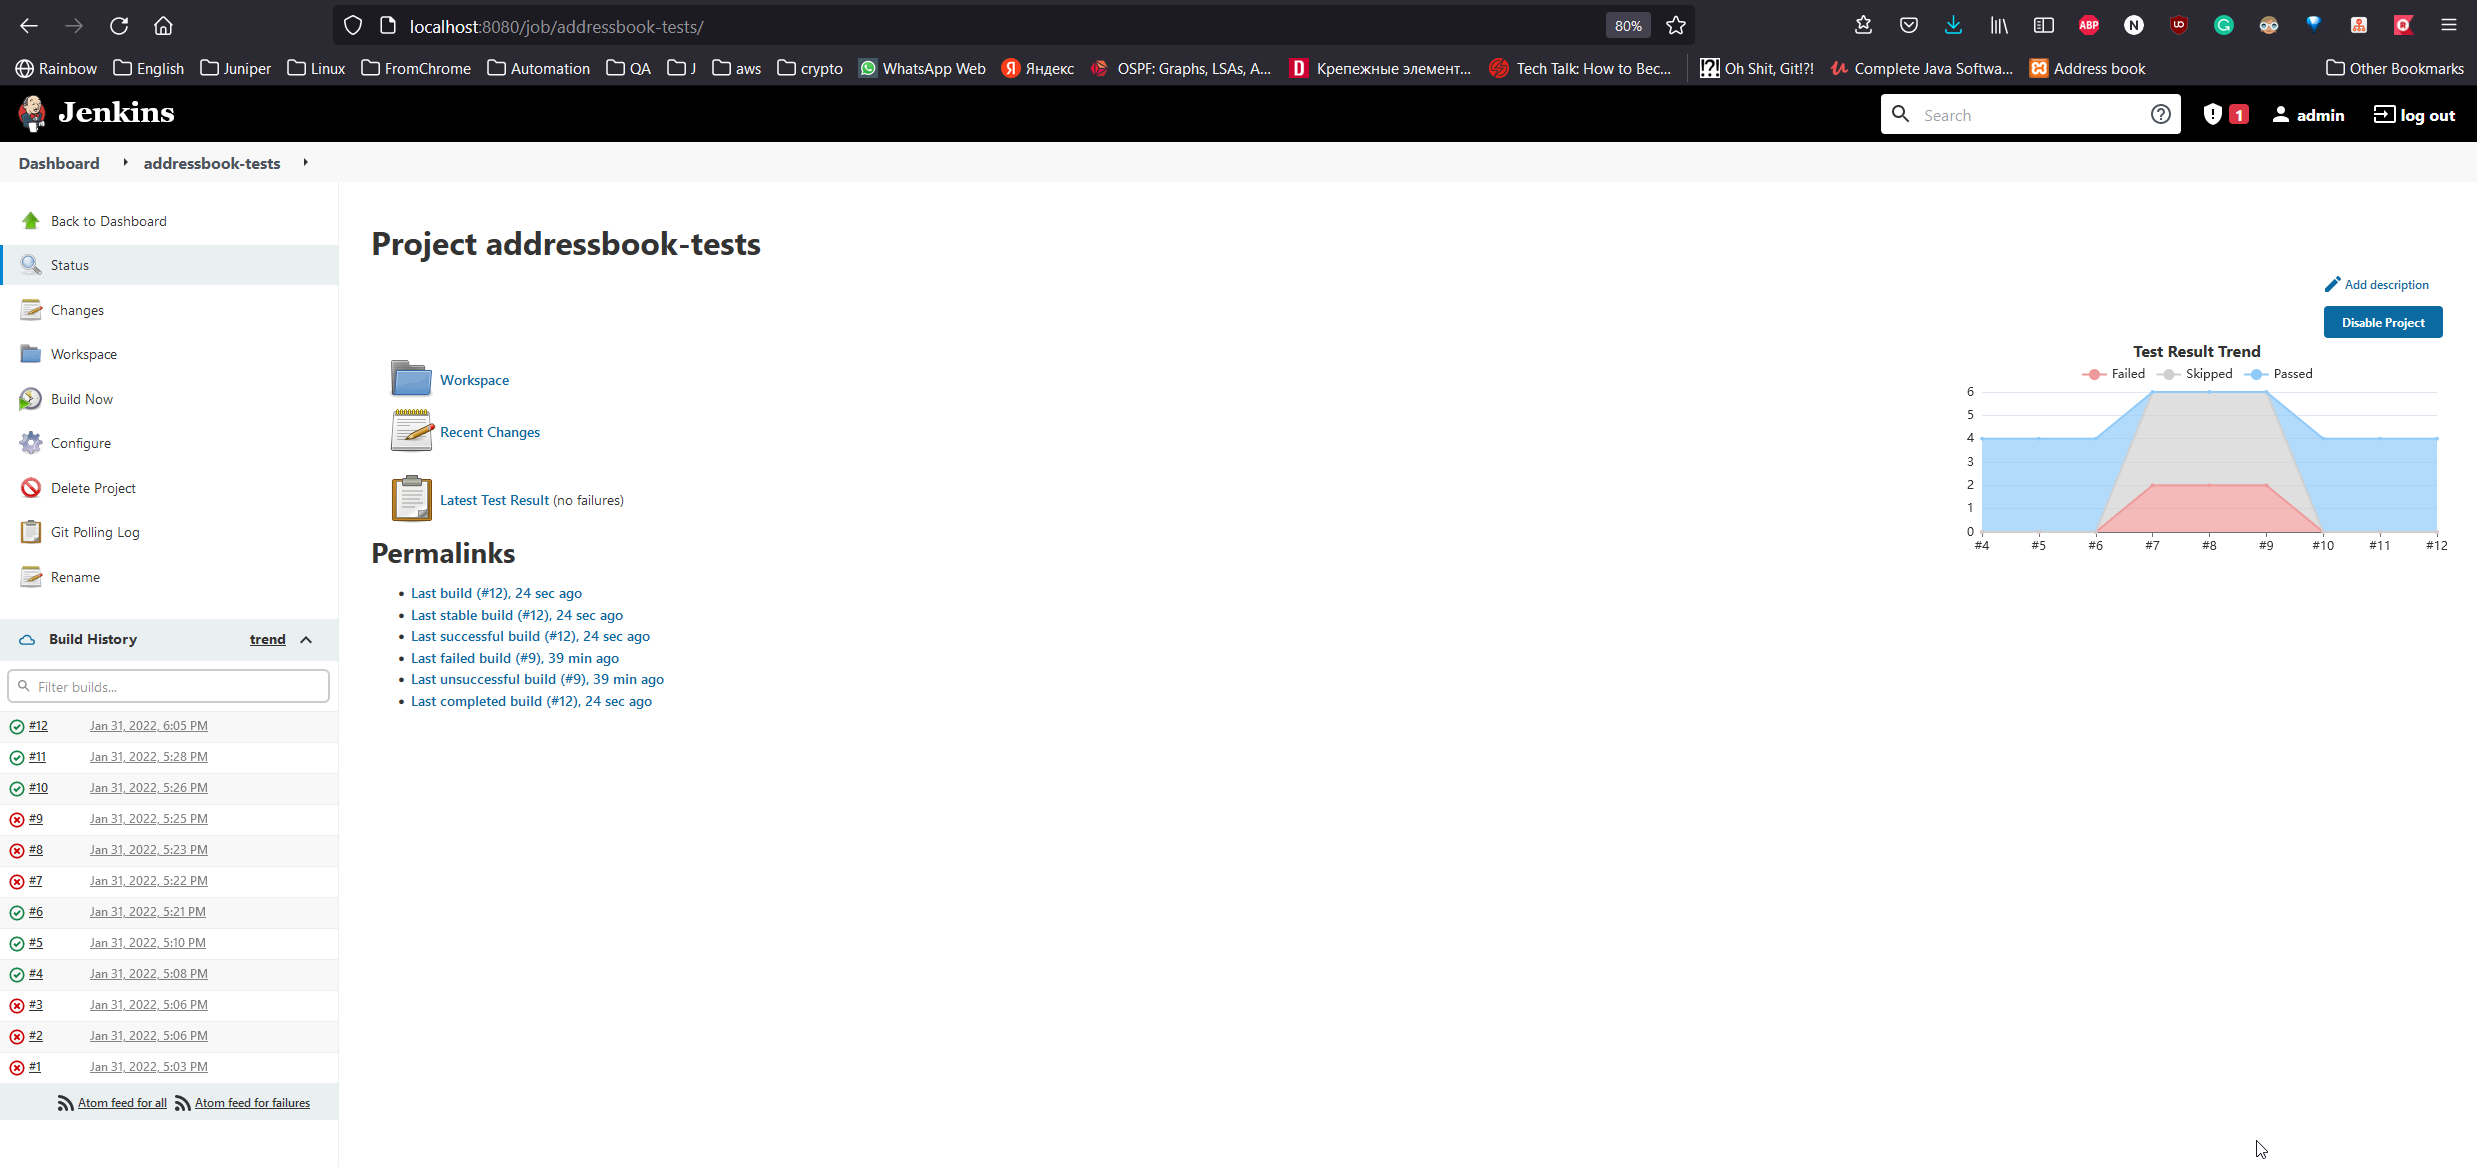 localhost:8080/job/addressbook-tests/
80%
ABP
N
Rainbow English Juniper Linux FromChrome Automation QA J aws crypto WhatsApp Web Яндекс OSPF: Graphs, LSAs, A... D Крепежные элемент... Tech Talk: How to Bec... Oh Shit, Git!?! Complete Java Softwa... Address book Other Bookmarks
Jenkins
Search
1
admin
log out
Dashboard addressbook-tests
Back to Dashboard
Status
Changes
Workspace
Build Now
Configure
Delete Project
Git Polling Log
Rename
Build History trend
Filter builds...
#12 Jan 31, 2022, 6:05 PM
#11 Jan 31, 2022, 5:28 PM
#10 Jan 31, 2022, 5:26 PM
#9 Jan 31, 2022, 5:25 PM
#8 Jan 31, 2022, 5:23 PM
#7 Jan 31, 2022, 5:22 PM
#6 Jan 31, 2022, 5:21 PM
#5 Jan 31, 2022, 5:10 PM
#4 Jan 31, 2022, 5:08 PM
#3 Jan 31, 2022, 5:06 PM
#2 Jan 31, 2022, 5:06 PM
#1 Jan 31, 2022, 5:03 PM
Atom feed for all Atom feed for failures
Project addressbook-tests
Add description
Disable Project
Workspace
Recent Changes
Latest Test Result (no failures)
Permalinks
Last build (#12), 24 sec ago
Last stable build (#12), 24 sec ago
Last successful build (#12), 24 sec ago
Last failed build (#9), 39 min ago
Last unsuccessful build (#9), 39 min ago
Last completed build (#12), 24 sec ago
Test Result Trend
Failed Skipped Passed
6
5
4
3
2
1
0
#4 #5 #6 #7 #8 #9 #10 #11 #12